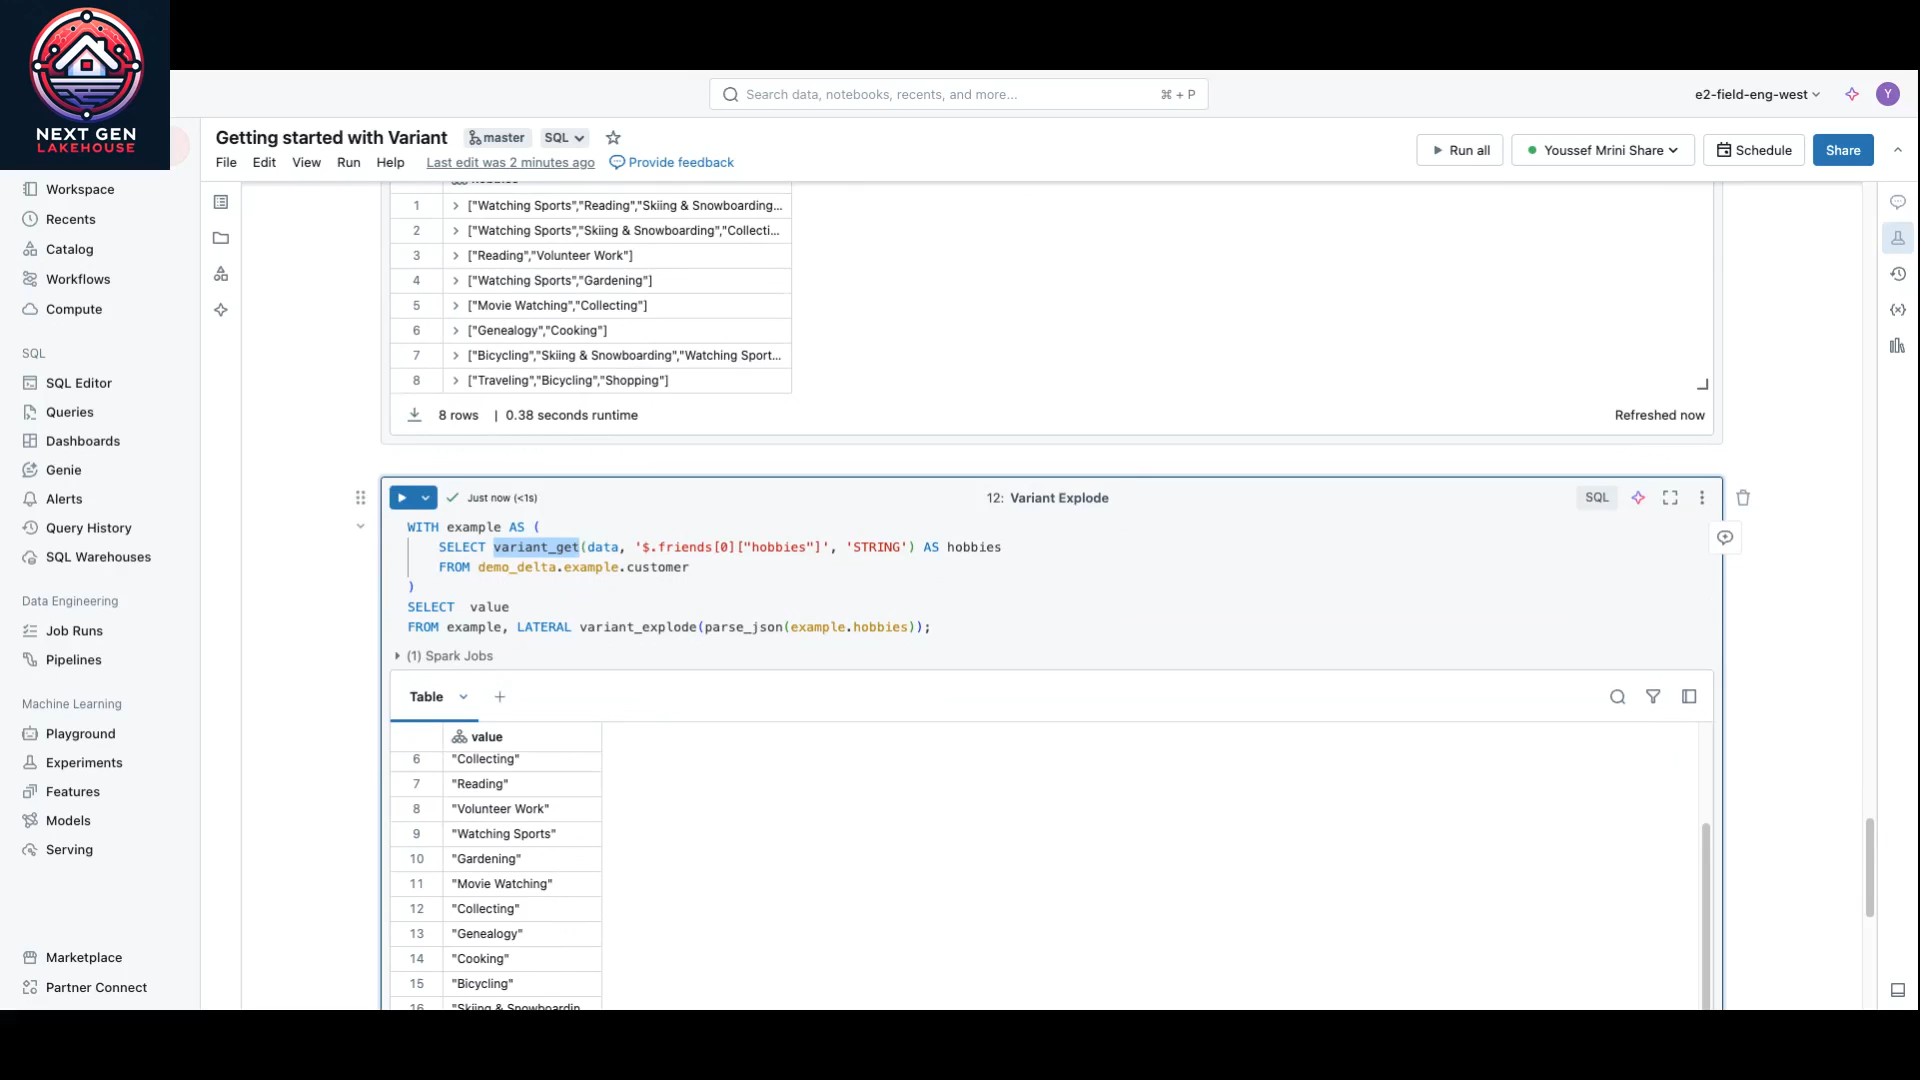 NEXT GEN
LAKEHOUSE
Search data, notebooks, recents, and more...
⌘ + P
e2-field-eng-west
Y
Getting started with Variant
master
SQL
File
Edit
View
Run
Help
Last edit was 2 minutes ago
Provide feedback
Run all
Youssef Mrini Share
Schedule
Share
Workspace
Recents
Catalog
Workflows
Compute
SQL
SQL Editor
Queries
Dashboards
Genie
Alerts
Query History
SQL Warehouses
Data Engineering
Job Runs
Pipelines
Machine Learning
Playground
Experiments
Features
Models
Serving
Marketplace
Partner Connect
1 ["Watching Sports","Reading","Skiing & Snowboarding...
2 ["Watching Sports","Skiing & Snowboarding","Collecti...
3 ["Reading","Volunteer Work"]
4 ["Watching Sports","Gardening"]
5 ["Movie Watching","Collecting"]
6 ["Genealogy","Cooking"]
7 ["Bicycling","Skiing & Snowboarding","Watching Sport...
8 ["Traveling","Bicycling","Shopping"]
8 rows | 0.38 seconds runtime
Refreshed now
Just now (<1s)
12: Variant Explode
SQL
WITH example AS (
SELECT variant_get(data, '$.friends[0]["hobbies"]', 'STRING') AS hobbies
FROM demo_delta.example.customer
)
SELECT value
FROM example, LATERAL variant_explode(parse_json(example.hobbies));
(1) Spark Jobs
Table
value
6 "Collecting"
7 "Reading"
8 "Volunteer Work"
9 "Watching Sports"
10 "Gardening"
11 "Movie Watching"
12 "Collecting"
13 "Genealogy"
14 "Cooking"
15 "Bicycling"
16 "Skiing & Snowboardin